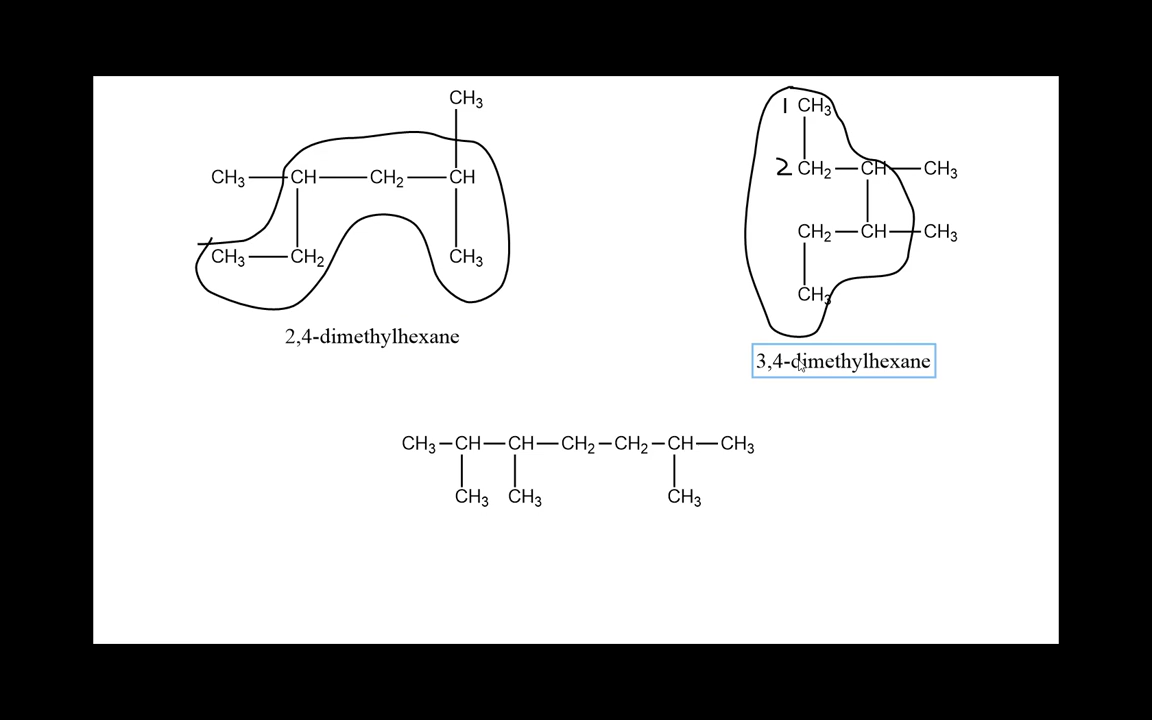 CH₃
CH₃—CH—CH₂—CH
CH₃—CH₂ CH₃
2,4-dimethylhexane
1 CH₃
2 CH₂—CH—CH₃
CH₂—CH—CH₃
CH₃
3,4-dimethylhexane
CH₃—CH—CH—CH₂—CH₂—CH—CH₃
CH₃ CH₃ CH₃